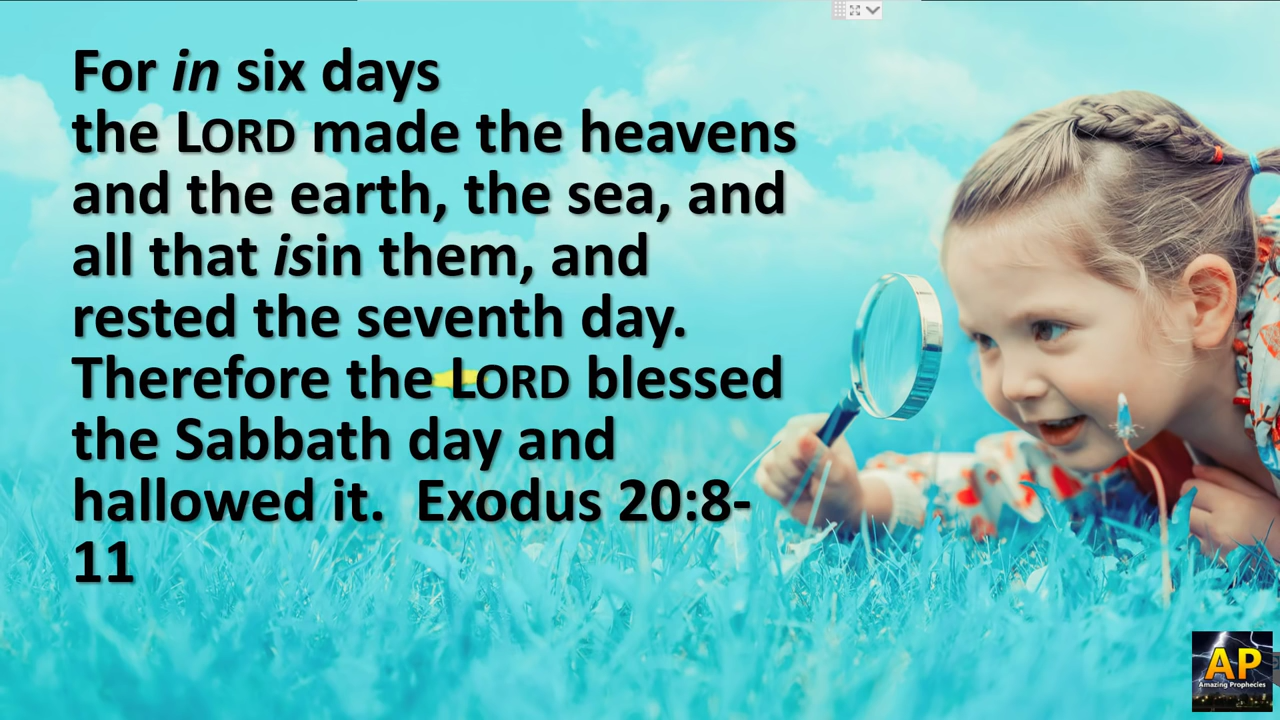 For in six days
the LORD made the heavens
and the earth, the sea, and
all that isin them, and
rested the seventh day.
Therefore the LORD blessed
the Sabbath day and
hallowed it.  Exodus 20:8-
11
AP
Amazing Prophecies